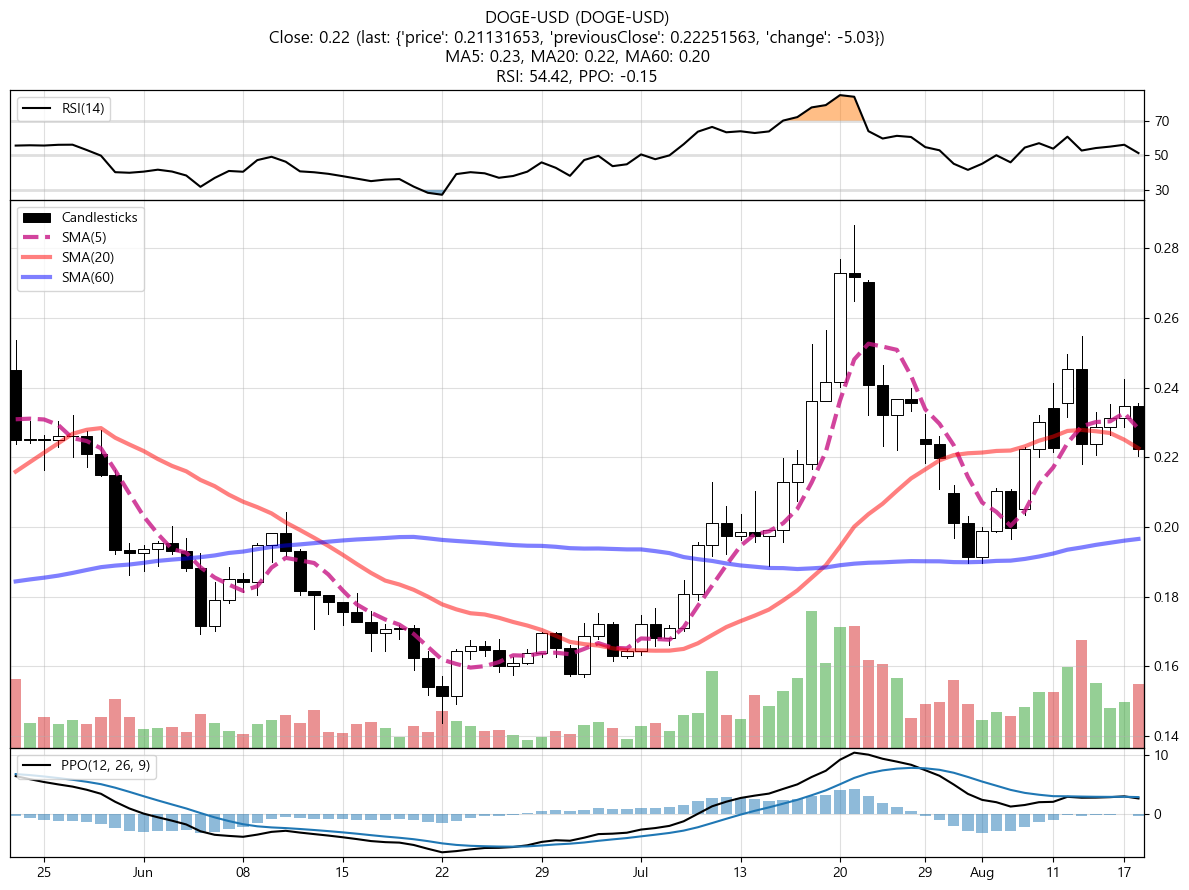 DOGE-USD (DOGE-USD)
Close: 0.22 (last: {'price': 0.21131653, 'previousClose': 0.22251563, 'change': -5.03})
MA5: 0.23, MA20: 0.22, MA60: 0.20
RSI: 54.42, PPO: -0.15
RSI(14)
70
50
30
Candlesticks
SMA(5)
SMA(20)
SMA(60)
0.28
0.26
0.24
0.22
0.20
0.18
0.16
0.14
PPO(12, 26, 9)
10
0
25 Jun 08 15 22 29 Jul 13 20 29 Aug 11 17